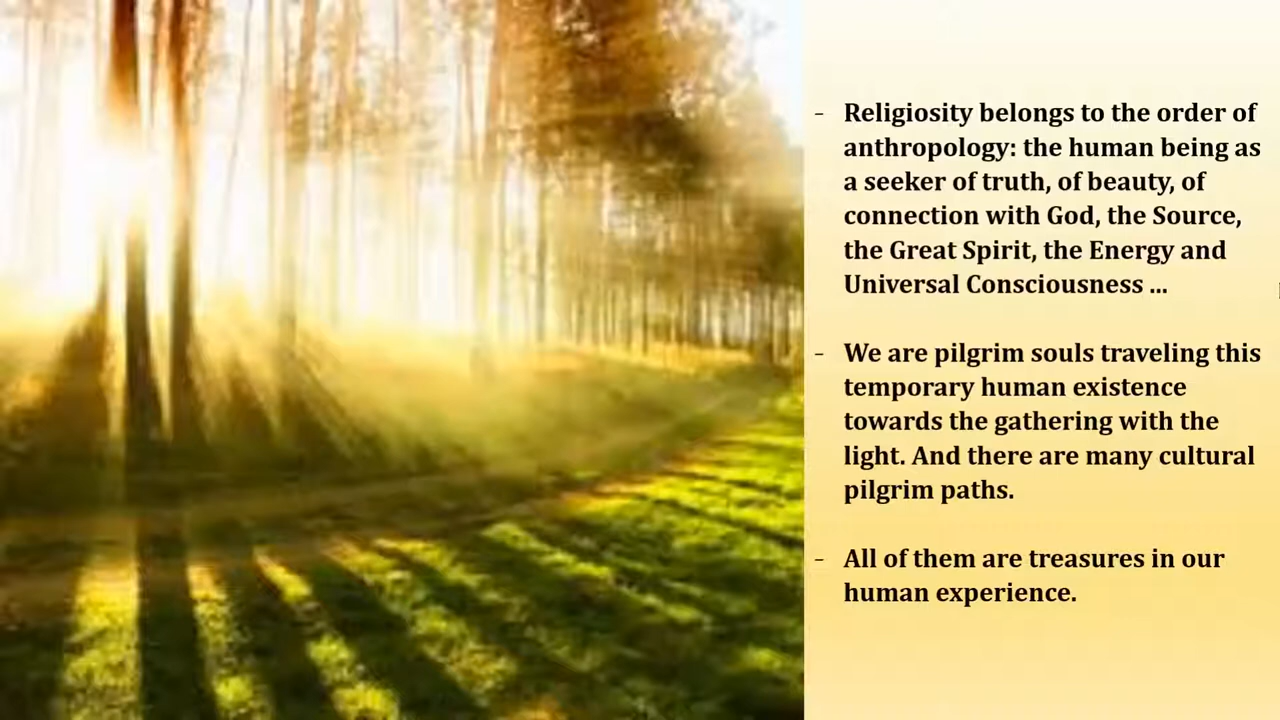 - Religiosity belongs to the order of
anthropology: the human being as
a seeker of truth, of beauty, of
connection with God, the Source,
the Great Spirit, the Energy and
Universal Consciousness ...
- We are pilgrim souls traveling this
temporary human existence
towards the gathering with the
light. And there are many cultural
pilgrim paths.
- All of them are treasures in our
human experience.